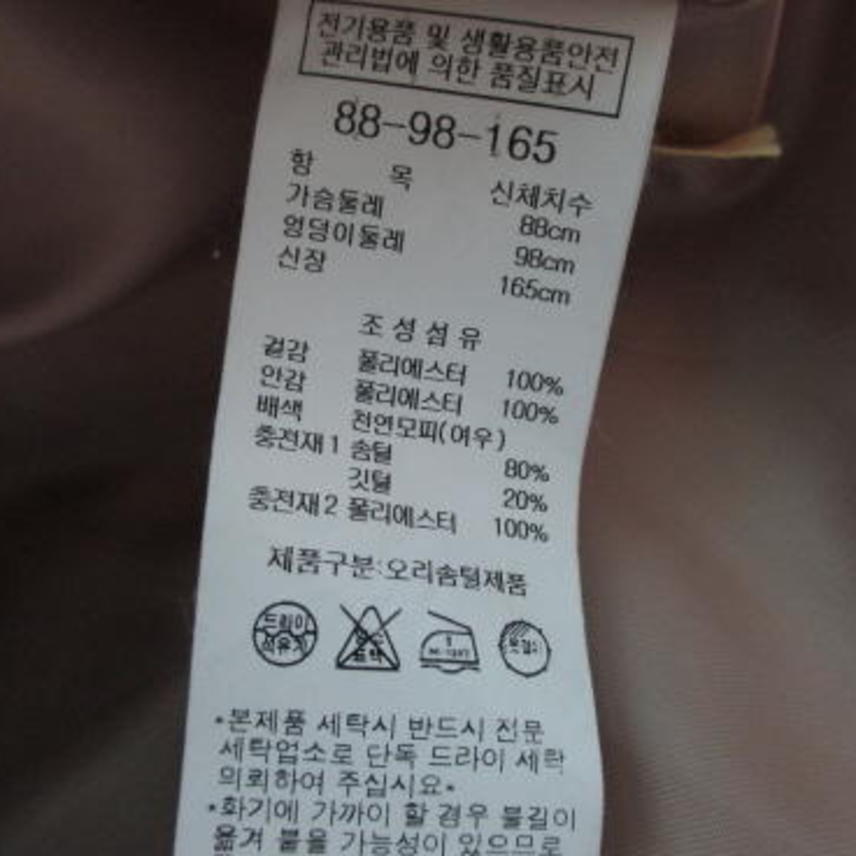 전기용품 및 생활용품안전
관리법에 의한 품질표시
88-98-165
항 목 신체치수
가슴둘레 88cm
엉덩이둘레 98cm
신장 165cm
조성섬유
겉감 폴리에스터 100%
안감 폴리에스터 100%
배색 천연모피(여우)
충전재1 솜털 80%
깃털 20%
충전재2 폴리에스터 100%
제품구분:오리솜털제품
드라이
석유계
표백
1
옷걸이
•본제품 세탁시 반드시 전문
세탁업소로 단독 드라이 세탁
의뢰하여 주십시요•
•화기에 가까이 할 경우 불길이
옮겨 붙을 가능성이 있으므로